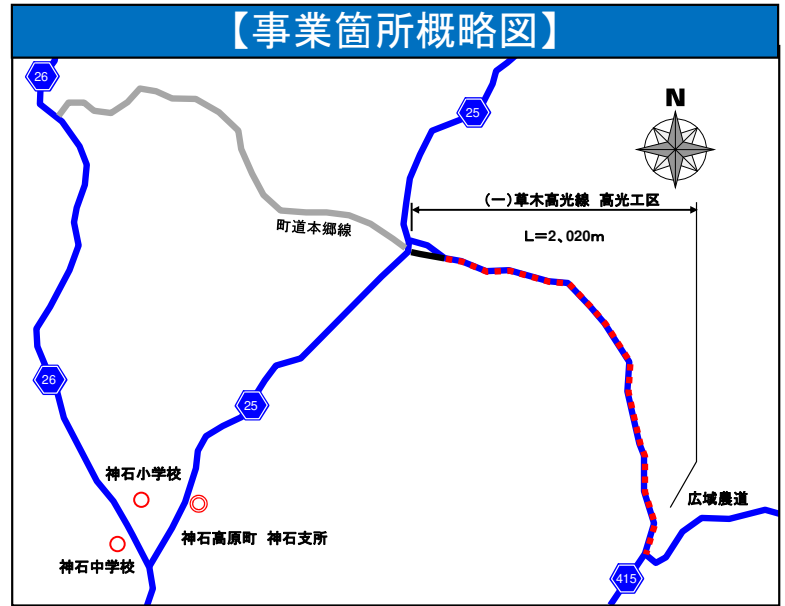 【事業箇所概略図】
26
25
N
(一)草木高光線 高光工区
L=2、020m
町道本郷線
26
25
神石小学校
広域農道
神石高原町 神石支所
神石中学校
415